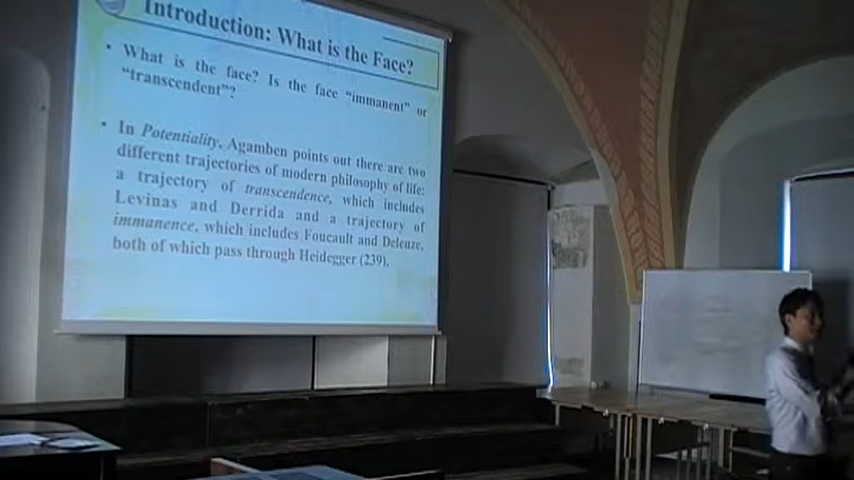 Introduction: What is the Face?
• What is the face? Is the face “immanent” or
“transcendent”?
• In Potentiality, Agamben points out there are two
different trajectories of modern philosophy of life:
a trajectory of transcendence, which includes
Levinas and Derrida and a trajectory of
immanence, which includes Foucault and Deleuze,
both of which pass through Heidegger (239).